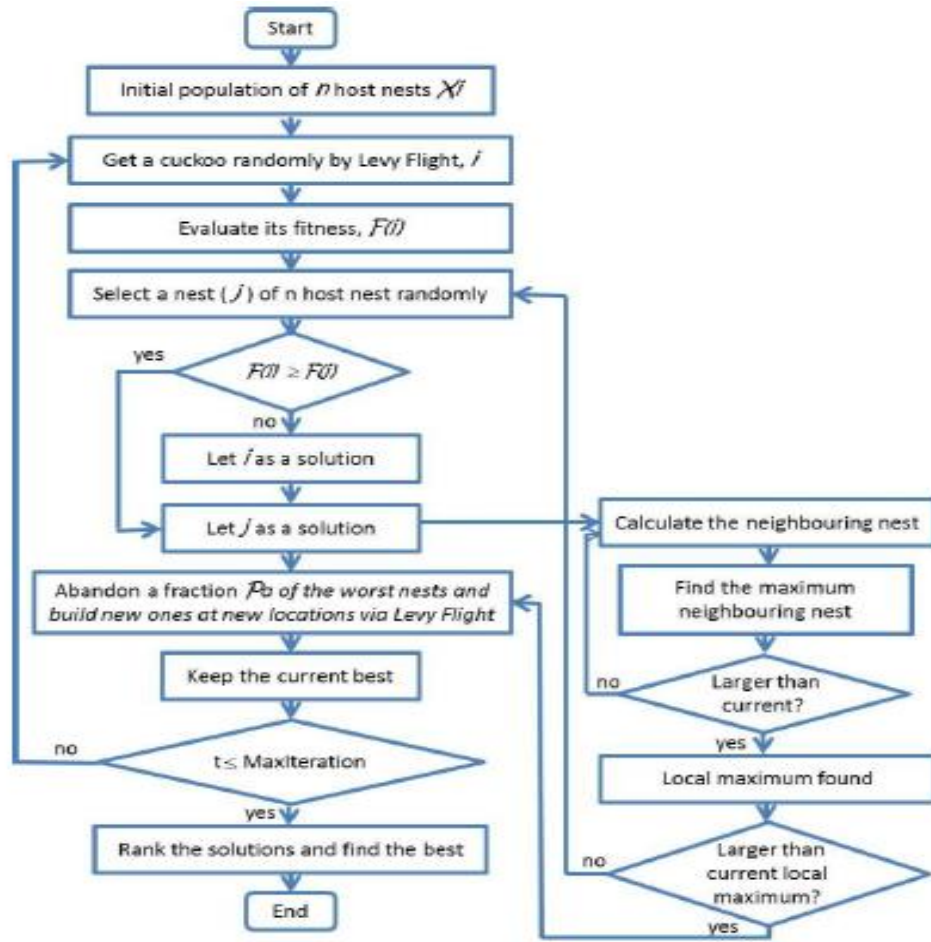 Start
Initial population of n host nests Xi
Get a cuckoo randomly by Levy Flight, i
Evaluate its fitness, F(i)
Select a nest ( j ) of n host nest randomly
yes
F(i) ≥ F(j)
no
Let i as a solution
Let j as a solution
Abandon a fraction Pa of the worst nests and
build new ones at new locations via Levy Flight
Keep the current best
no
t≤ MaxIteration
yes
Rank the solutions and find the best
End
Calculate the neighbouring nest
Find the maximum
neighbouring nest
no
Larger than
current?
yes
Local maximum found
no
Larger than
current local
maximum?
yes